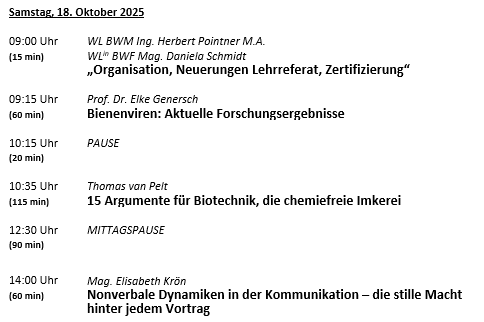 Samstag, 18. Oktober 2025
09:00 Uhr WL BWM Ing. Herbert Pointner M.A.
(15 min) WLin BWF Mag. Daniela Schmidt
„Organisation, Neuerungen Lehrreferat, Zertifizierung“
09:15 Uhr Prof. Dr. Elke Genersch
(60 min) Bienenviren: Aktuelle Forschungsergebnisse
10:15 Uhr PAUSE
(20 min)
10:35 Uhr Thomas van Pelt
(115 min) 15 Argumente für Biotechnik, die chemiefreie Imkerei
12:30 Uhr MITTAGSPAUSE
(90 min)
14:00 Uhr Mag. Elisabeth Krön
(60 min) Nonverbale Dynamiken in der Kommunikation – die stille Macht
hinter jedem Vortrag